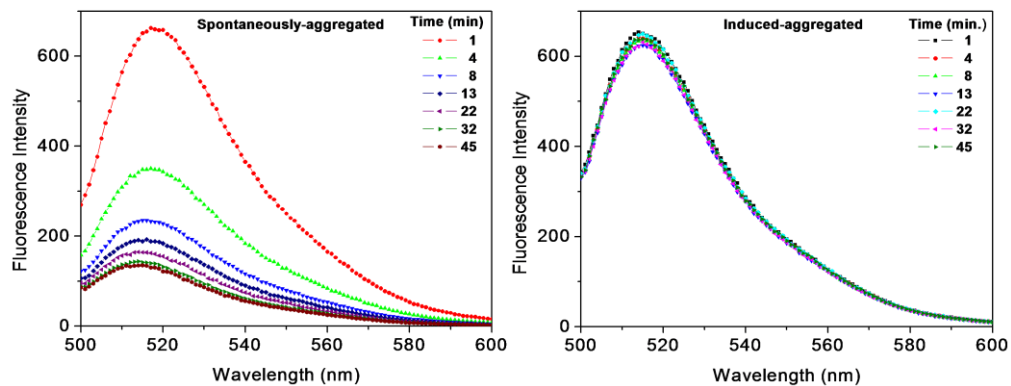 Spontaneously-aggregated
Time (min)
1
4
8
13
22
32
45
600
400
200
0
Fluorescence Intensity
500 520 540 560 580 600
Wavelength (nm)
Induced-aggregated
Time (min.)
1
4
8
13
22
32
45
600
400
200
0
Fluorescence Intensity
500 520 540 560 580 600
Wavelength (nm)